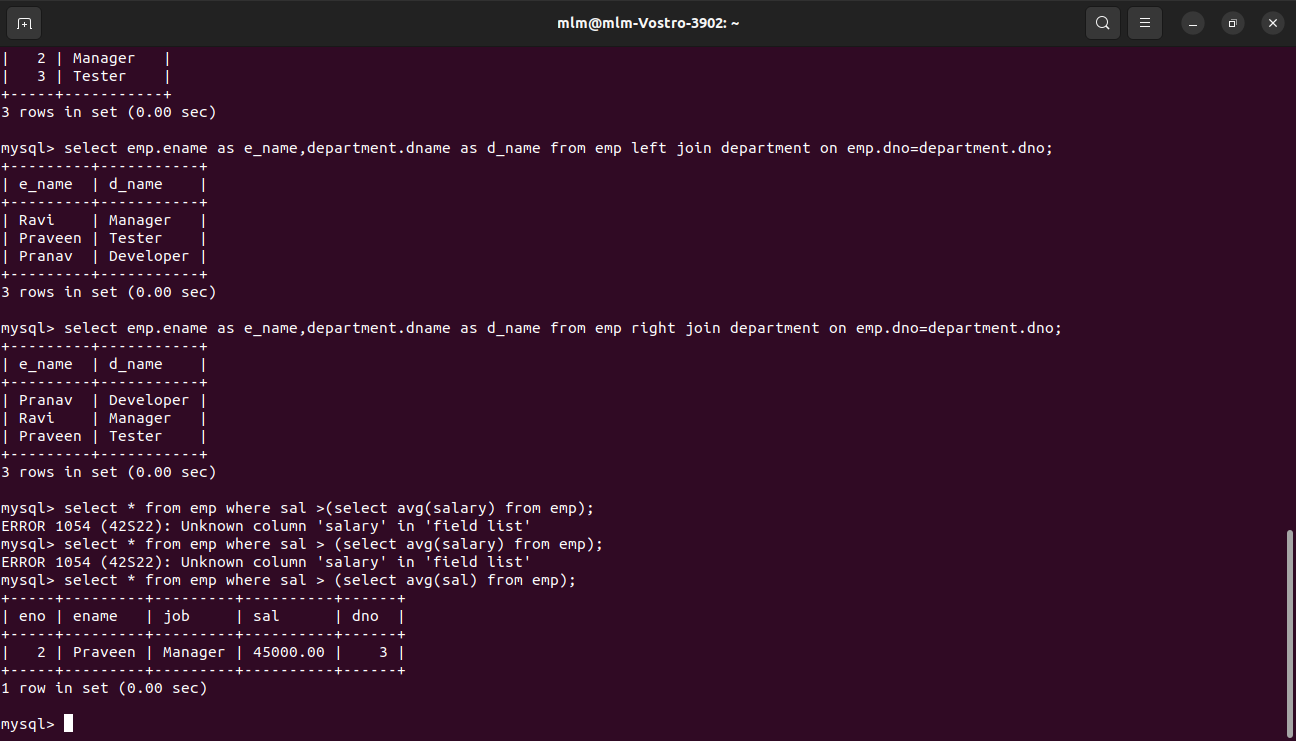 mlm@mlm-Vostro-3902: ~
|   2 | Manager   |
|   3 | Tester    |
+-----+-----------+
3 rows in set (0.00 sec)
mysql> select emp.ename as e_name,department.dname as d_name from emp left join department on emp.dno=department.dno;
+---------+-----------+
| e_name  | d_name    |
+---------+-----------+
| Ravi    | Manager   |
| Praveen | Tester    |
| Pranav  | Developer |
+---------+-----------+
3 rows in set (0.00 sec)
mysql> select emp.ename as e_name,department.dname as d_name from emp right join department on emp.dno=department.dno;
+---------+-----------+
| e_name  | d_name    |
+---------+-----------+
| Pranav  | Developer |
| Ravi    | Manager   |
| Praveen | Tester    |
+---------+-----------+
3 rows in set (0.00 sec)
mysql> select * from emp where sal >(select avg(salary) from emp);
ERROR 1054 (42S22): Unknown column 'salary' in 'field list'
mysql> select * from emp where sal > (select avg(salary) from emp);
ERROR 1054 (42S22): Unknown column 'salary' in 'field list'
mysql> select * from emp where sal > (select avg(sal) from emp);
+-----+---------+---------+----------+------+
| eno | ename   | job     | sal      | dno  |
+-----+---------+---------+----------+------+
|   2 | Praveen | Manager | 45000.00 |    3 |
+-----+---------+---------+----------+------+
1 row in set (0.00 sec)
mysql>